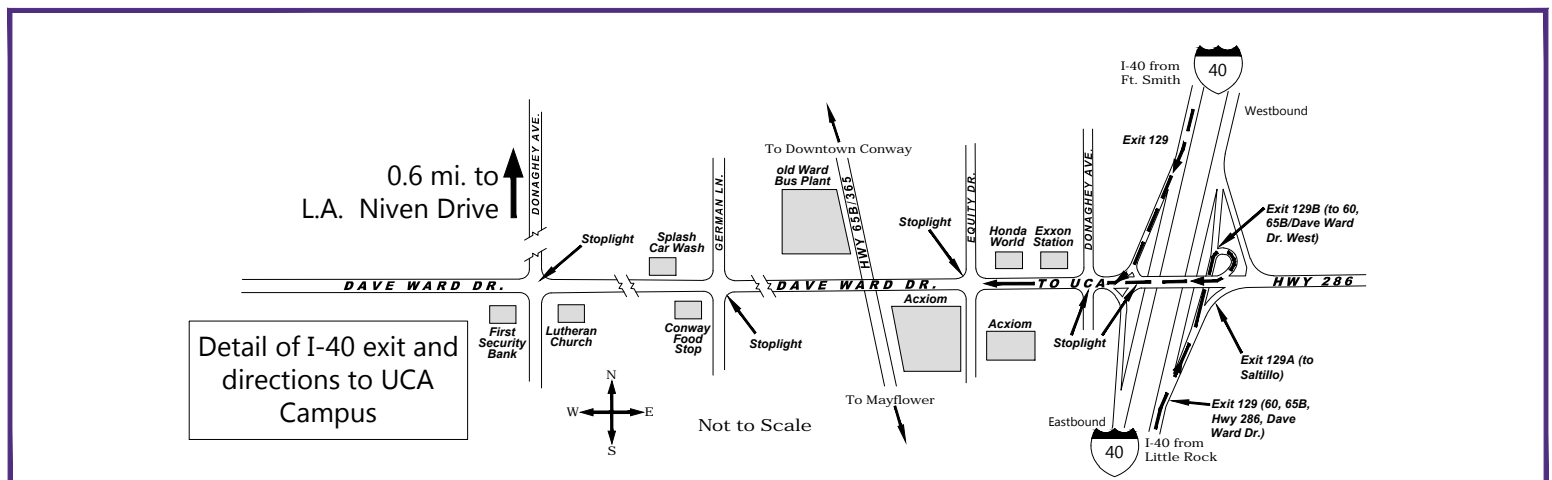 I-40 from
Ft. Smith
40
Westbound
Exit 129
To Downtown Conway
old Ward
Bus Plant
HWY 65B/365
0.6 mi. to
L.A. Niven Drive
DONAGHEY AVE.
GERMAN LN.
EQUITY DR.
DONAGHEY AVE.
Stoplight
Splash
Car Wash
Stoplight
Honda
World
Exxon
Station
Exit 129B (to 60,
65B/Dave Ward
Dr. West)
DAVE WARD DR.
DAVE WARD DR.
TO UCA
HWY 286
First
Security
Bank
Lutheran
Church
Conway
Food
Stop
Stoplight
Acxiom
Acxiom
Stoplight
Exit 129A (to
Saltillo)
Detail of I-40 exit and
directions to UCA
Campus
N
W
E
S
Not to Scale
To Mayflower
Eastbound
Exit 129 (60, 65B,
Hwy 286, Dave
Ward Dr.)
40
I-40 from
Little Rock